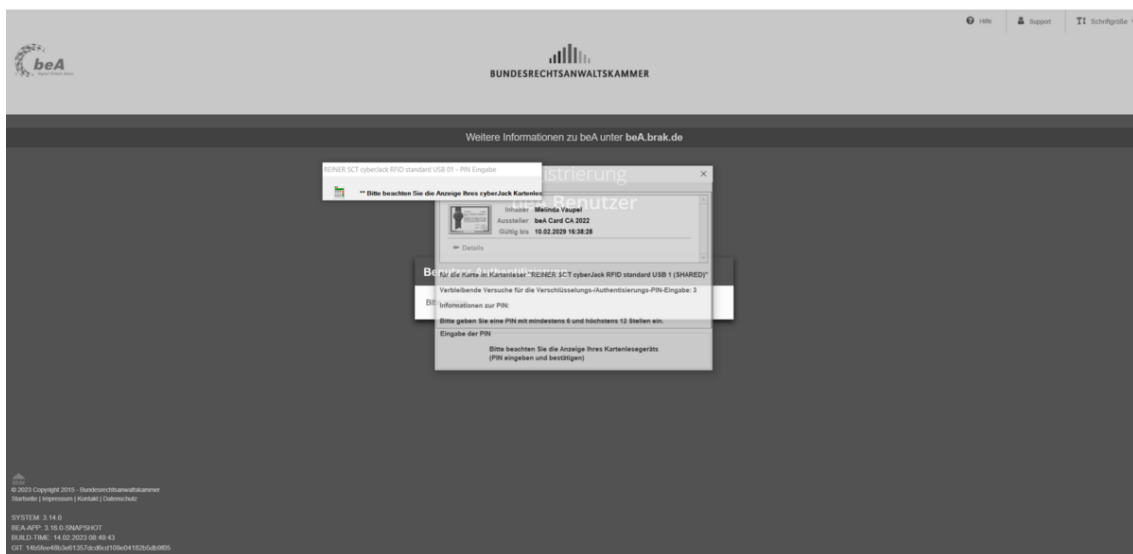 Hilfe
Support
Schriftgröße
beA
BUNDESRECHTSANWALTSKAMMER
Weitere Informationen zu beA unter beA.brak.de
REINER SCT cyberJack RFID standard USB 01 - PIN Eingabe
** Bitte beachten Sie die Anzeige Ihres cyberJack Kartenles
istrierung
Benutzer
Inhaber Melinda Vaupel
Aussteller beA Card CA 2022
Gültig bis 10.02.2029 16:38:28
Details
für die Karte in Kartenleser "REINER SCT cyberJack RFID standard USB 1 (SHARED)"
Verbleibende Versuche für die Verschlüsselungs-/Authentisierungs-PIN-Eingabe: 3
Informationen zur PIN:
Bitte geben Sie eine PIN mit mindestens 6 und höchstens 12 Stellen ein.
Eingabe der PIN
Bitte beachten Sie die Anzeige Ihres Kartenlesegeräts
(PIN eingeben und bestätigen)
BRAK
© 2023 Copyright 2015 - Bundesrechtsanwaltskammer
Startseite | Impressum | Kontakt | Datenschutz
SYSTEM: 3.14.0
BEA-APP: 3.16.0-SNAPSHOT
BUILD-TIME: 14.02.2023 08:49:43